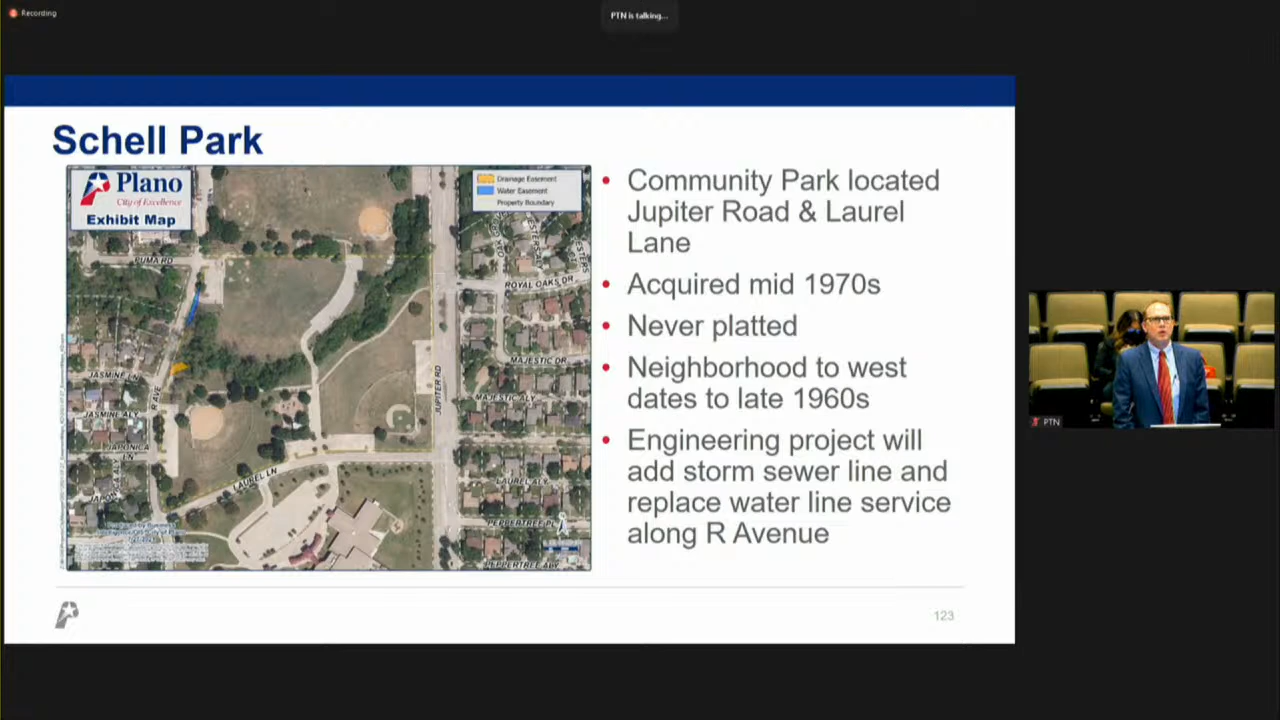 Recording
PTN is talking...
Schell Park
Plano
City of Excellence
Exhibit Map
Drainage Easement
Water Easement
Property Boundary
PUMA RD
ROYAL OAKS DR
JASMINE LN
R AVE
JUPITER RD
MAJESTIC DR
JASMINE ALY
MAJESTIC ALY
JAPONICA
LN
LAUREL LN
LAUREL ALY
PEPPERTREE PL
PEPPERTREE ALY
• Community Park located
Jupiter Road & Laurel
Lane
• Acquired mid 1970s
• Never platted
• Neighborhood to west
dates to late 1960s
• Engineering project will
add storm sewer line and
replace water line service
along R Avenue
123
PTN